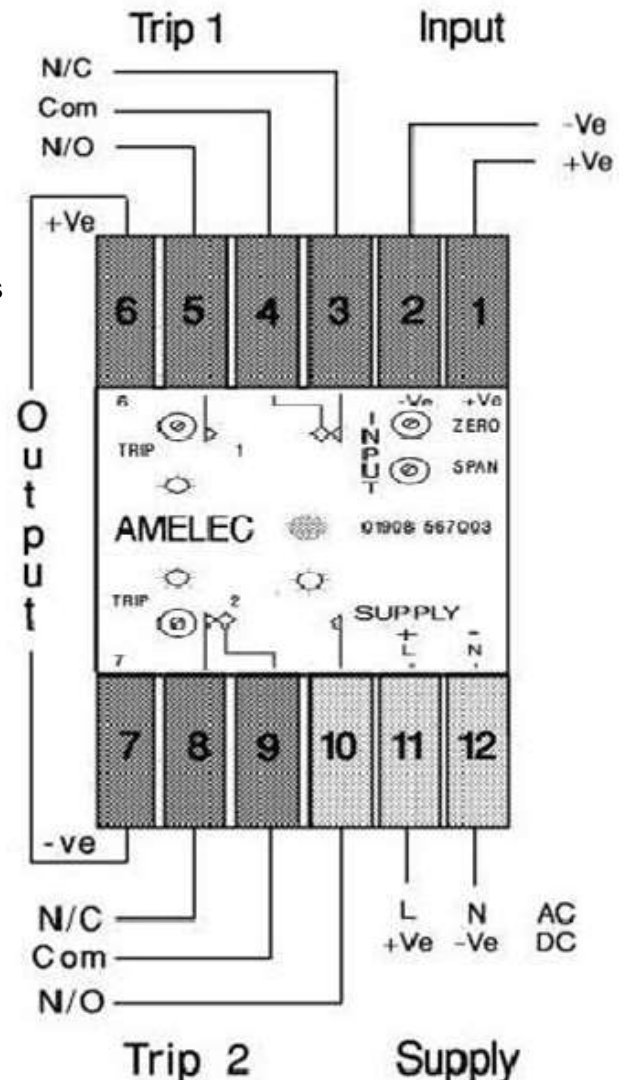 Trip 1 Input
N/C
Com
N/O
-Ve
+Ve
+Ve
s
6 5 4 3 2 1
Output
6 -Ve +Ve
TRIP 1 INPUT ZERO
SPAN
AMELEC 01908 567003
TRIP 2 SUPPLY
+ -
L N
7
7 8 9 10 11 12
-ve
N/C
Com
N/O
L N AC
+Ve -Ve DC
Trip 2 Supply